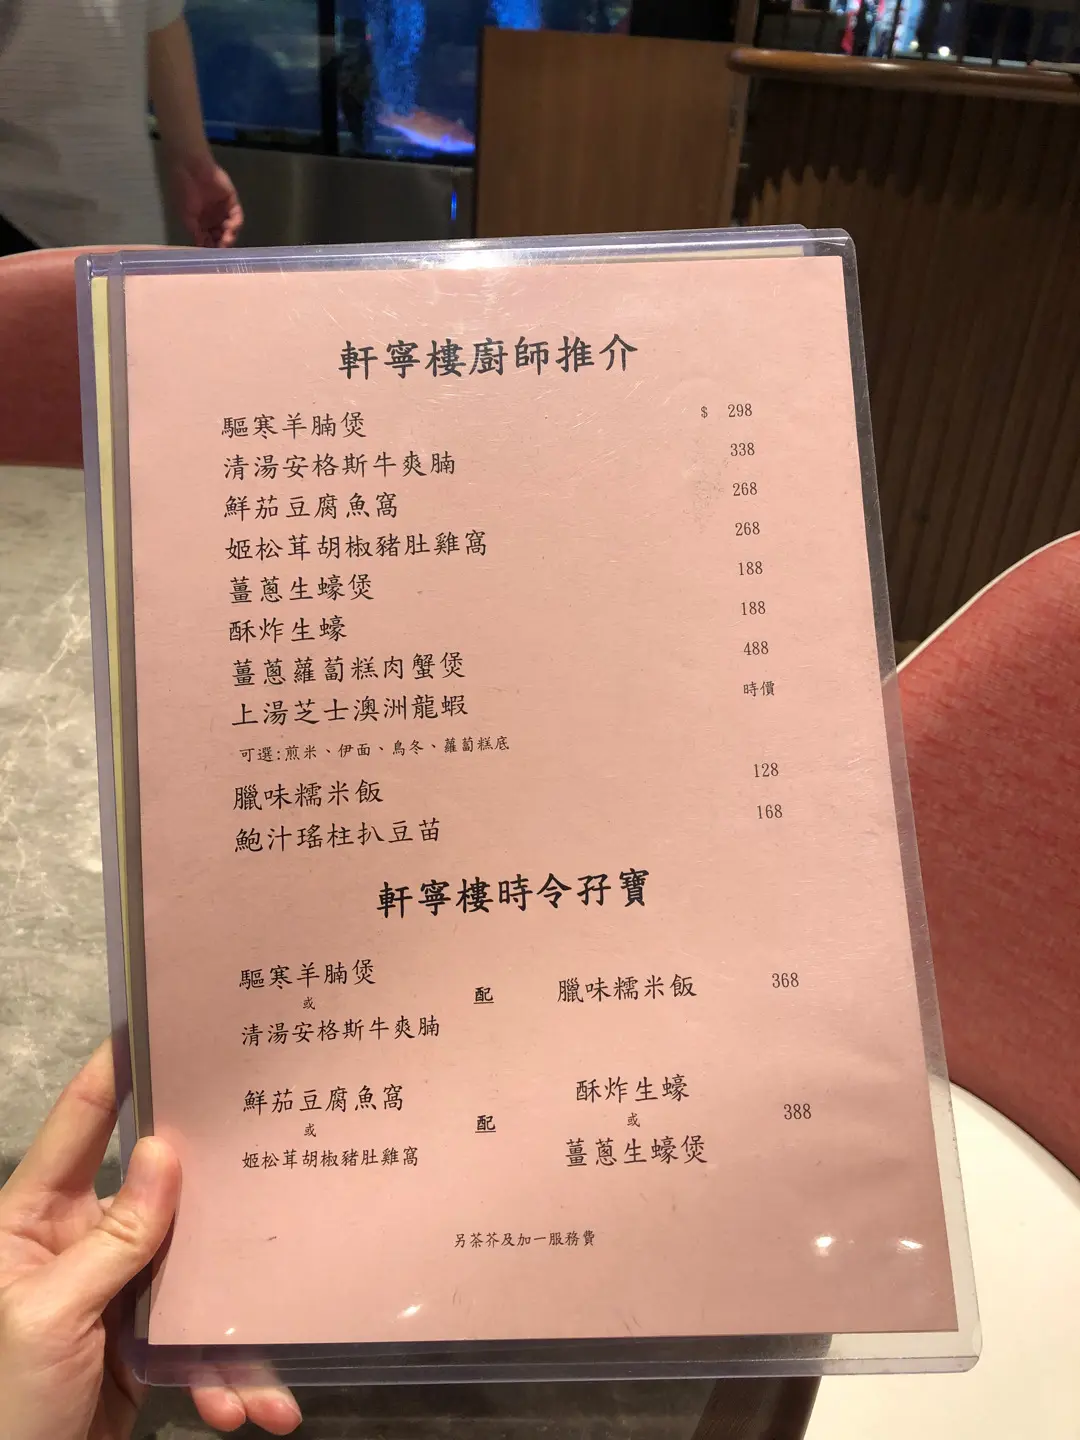 軒寧樓廚師推介
驅寒羊腩煲 $ 298
清湯安格斯牛爽腩 338
鮮茄豆腐魚窩 268
姬松茸胡椒豬肚雞窩 268
薑蔥生蠔煲 188
酥炸生蠔 188
薑蔥蘿蔔糕肉蟹煲 488
上湯芝士澳洲龍蝦 時價
可選:煎米、伊面、烏冬、蘿蔔糕底
臘味糯米飯 128
鮑汁瑤柱扒豆苗 168
軒寧樓時令孖寶
驅寒羊腩煲
或
清湯安格斯牛爽腩
配
臘味糯米飯
368
鮮茄豆腐魚窩
或
姬松茸胡椒豬肚雞窩
配
酥炸生蠔
或
薑蔥生蠔煲
388
另茶芥及加一服務費